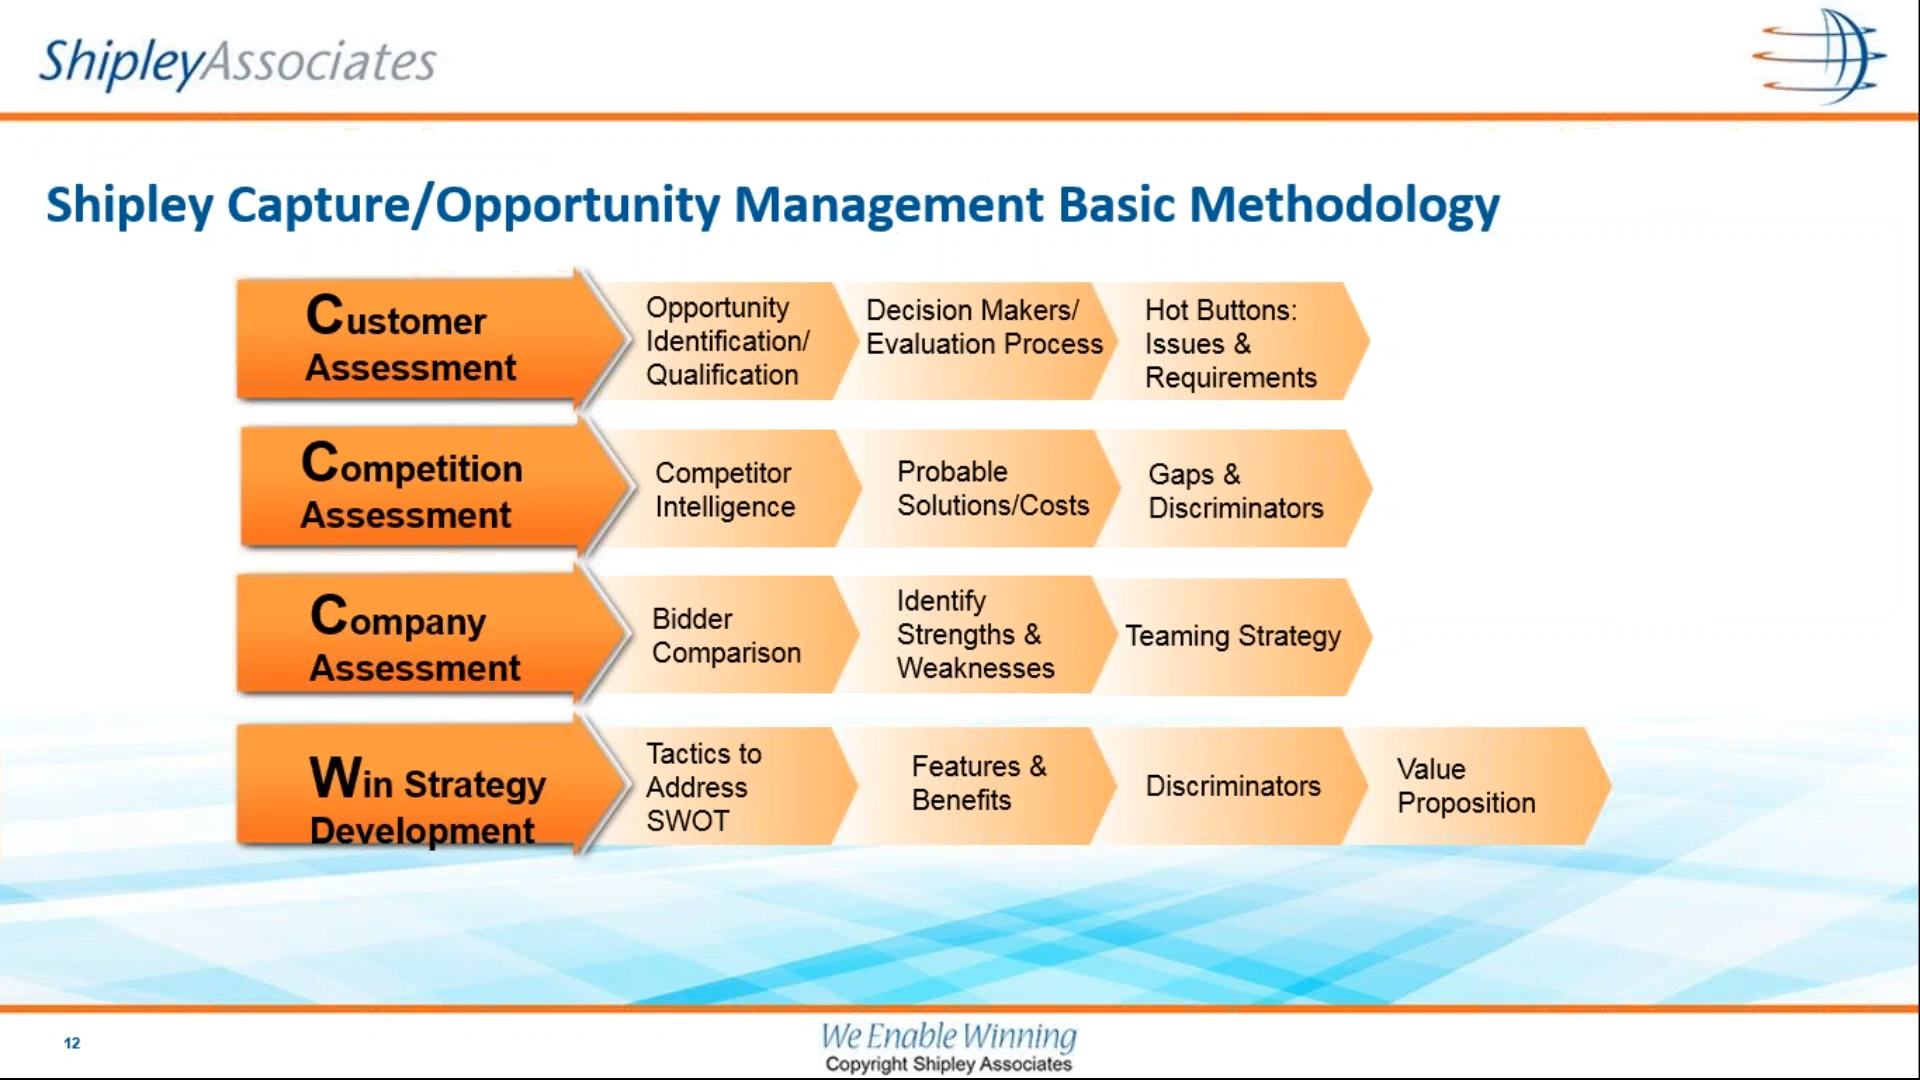 ShipleyAssociates
Shipley Capture/Opportunity Management Basic Methodology
Customer
Assessment
Opportunity
Identification/
Qualification
Decision Makers/
Evaluation Process
Hot Buttons:
Issues &
Requirements
Competition
Assessment
Competitor
Intelligence
Probable
Solutions/Costs
Gaps &
Discriminators
Company
Assessment
Bidder
Comparison
Identify
Strengths &
Weaknesses
Teaming Strategy
Win Strategy
Development
Tactics to
Address
SWOT
Features &
Benefits
Discriminators
Value
Proposition
12
We Enable Winning
Copyright Shipley Associates